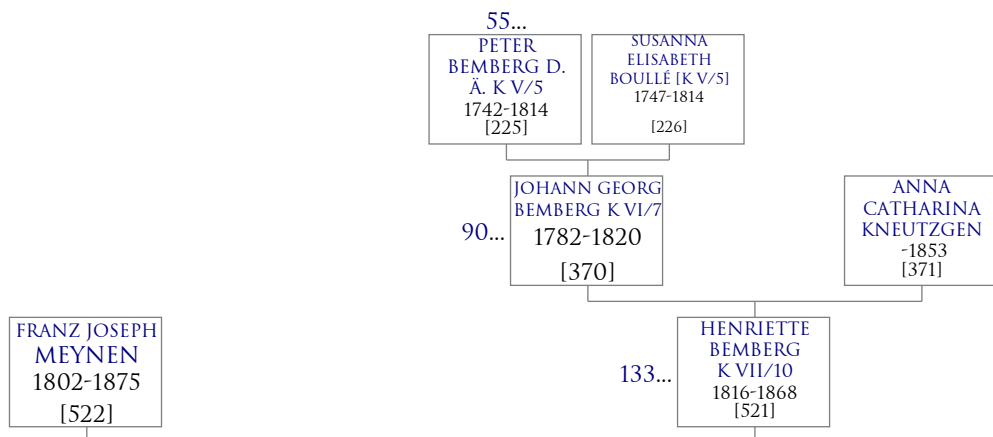 55...
PETER
BEMBERG D.
Ä. K V/5
1742-1814
[225]
SUSANNA
ELISABETH
BOULLÉ [K V/5]
1747-1814
[226]
90...
JOHANN GEORG
BEMBERG K VI/7
1782-1820
[370]
ANNA
CATHARINA
KNEUTZGEN
-1853
[371]
FRANZ JOSEPH
MEYNEN
1802-1875
[522]
133...
HENRIETTE
BEMBERG
K VII/10
1816-1868
[521]